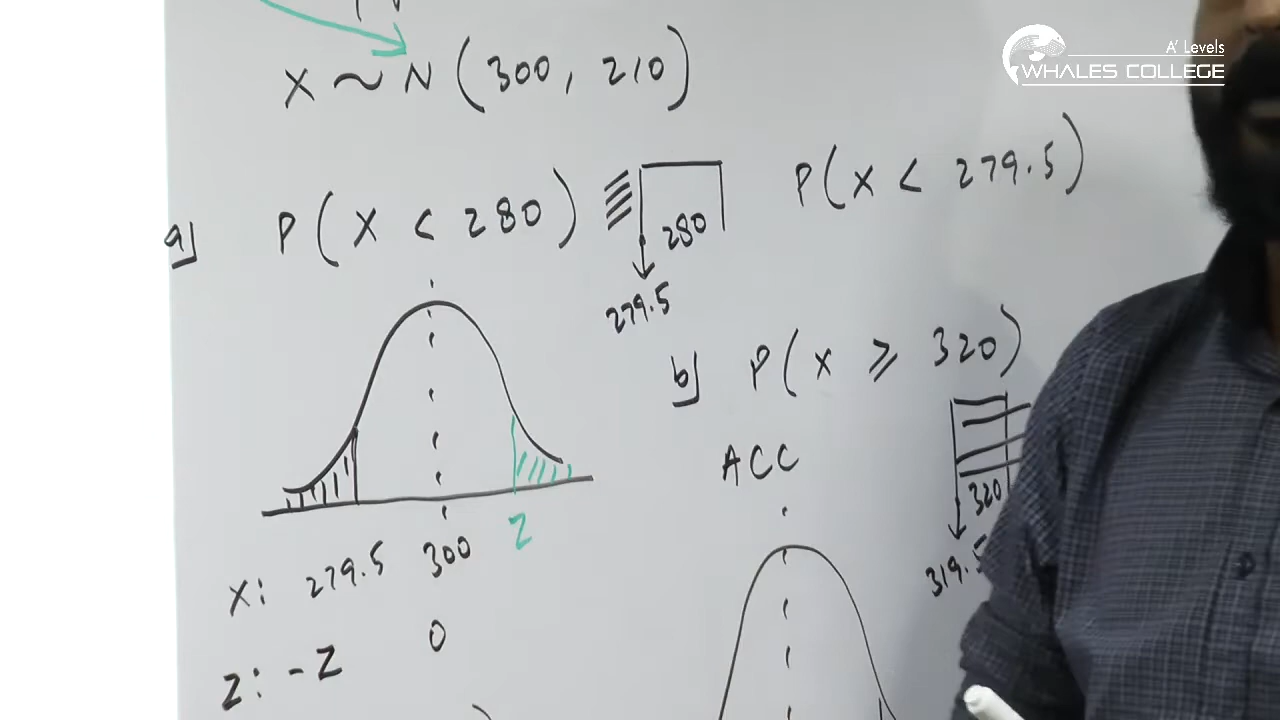 A' Levels
WHALES COLLEGE
X ~ N (300, 210)
a) P(X < 280)
280
279.5
P(X < 279.5)
b) P(X ⩾ 320)
ACC
320
X: 279.5 300 Z
Z: -Z 0